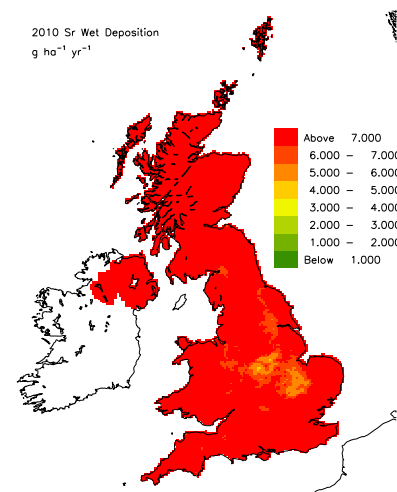 2010 Sr Wet Deposition
g ha⁻¹ yr⁻¹
Above 7.000
6.000 – 7.000
5.000 – 6.000
4.000 – 5.000
3.000 – 4.000
2.000 – 3.000
1.000 – 2.000
Below 1.000